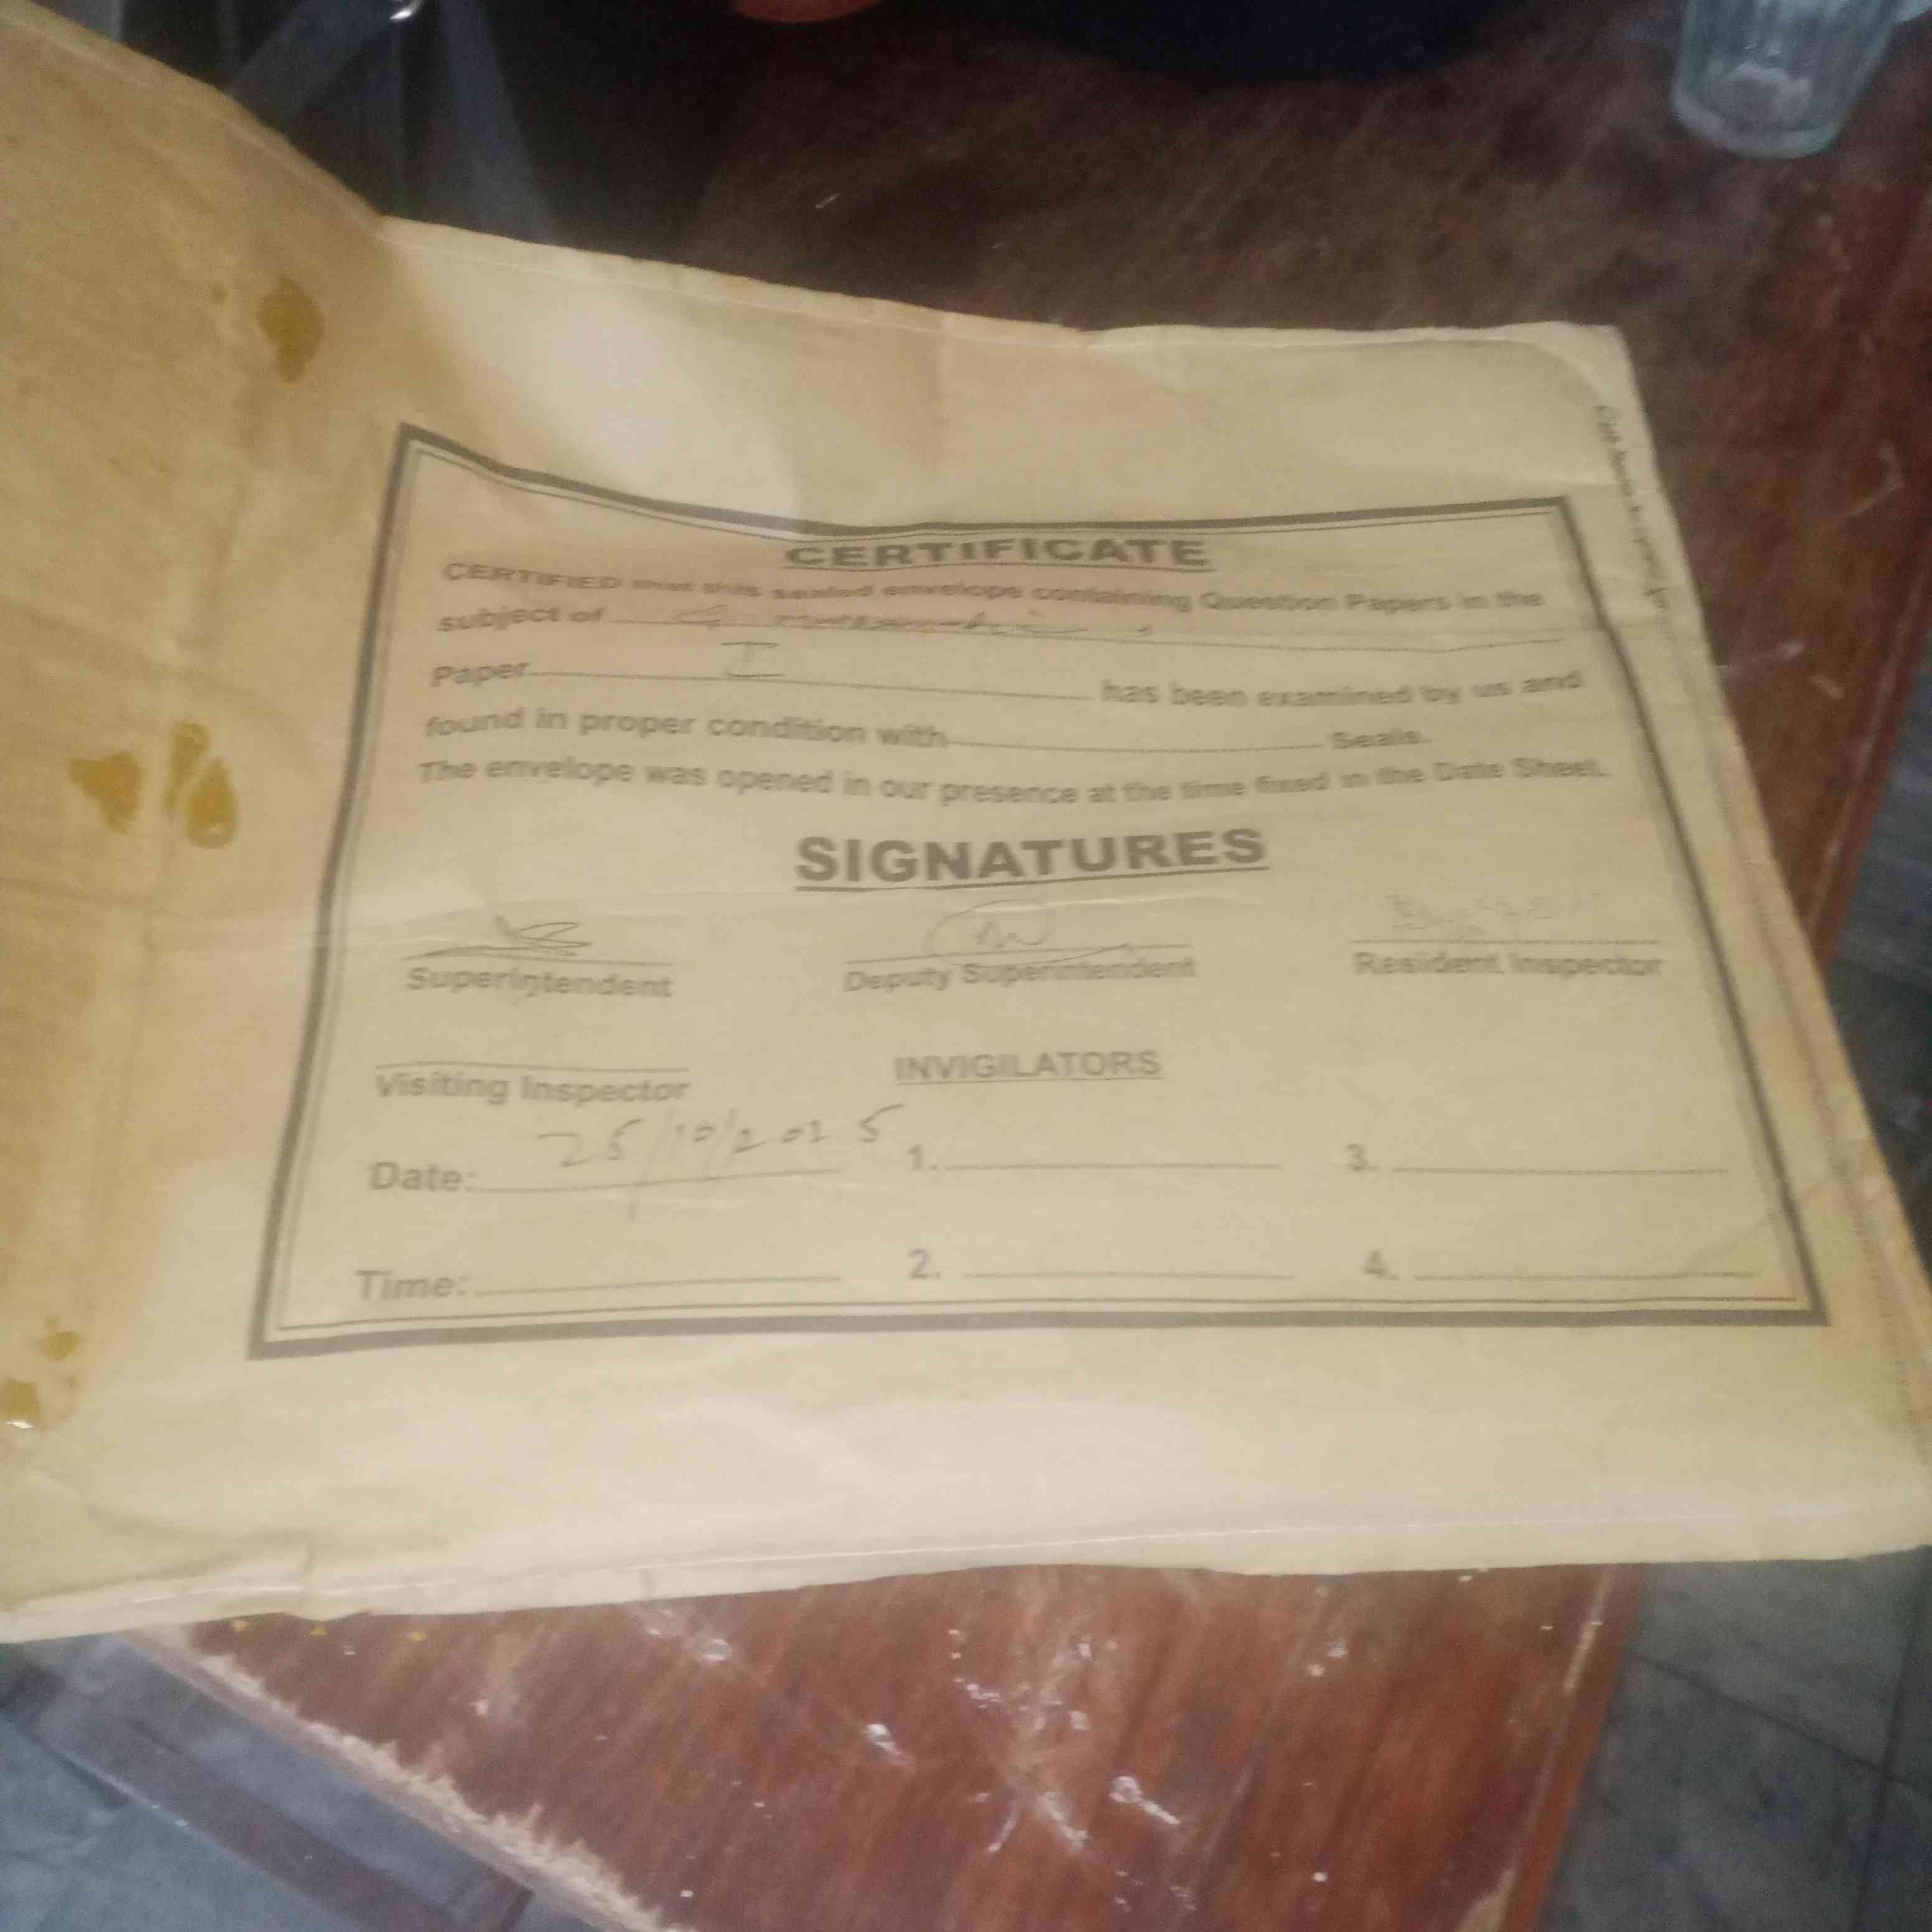 CERTIFICATE
CERTIFIED that this sealed envelope containing Question Papers in the
subject of G. Mathematics
Paper I has been examined by us and
found in proper condition with Seals.
The envelope was opened in our presence at the time fixed in the Date Sheet.
SIGNATURES
Superintendent Deputy Superintendent Resident Inspector
Visiting Inspector INVIGILATORS
Date: 25/10/2025 1. 3.
Time: 2. 4.